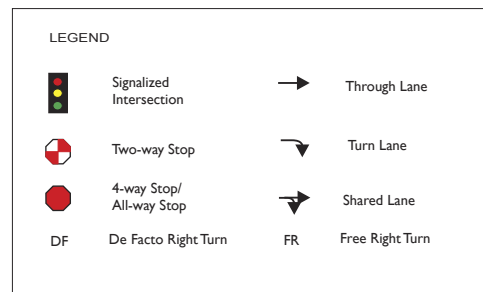 LEGEND
Signalized
Intersection
Through Lane
Two-way Stop
Turn Lane
4-way Stop/
All-way Stop
Shared Lane
DF De Facto Right Turn FR Free Right Turn